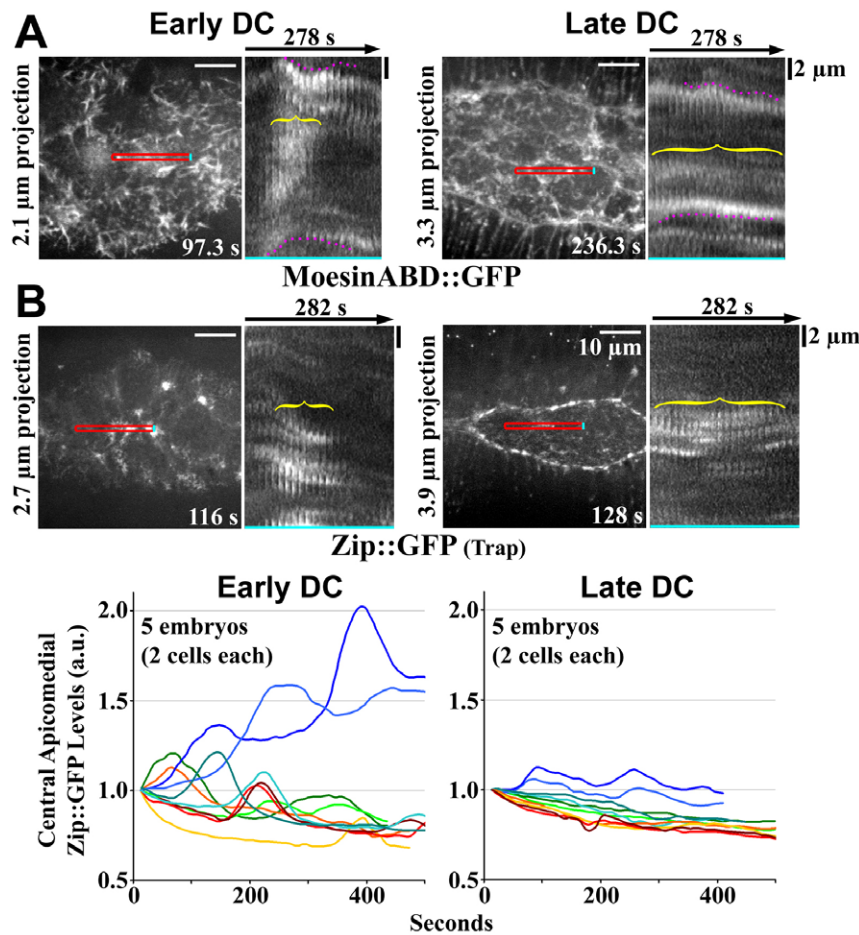 A
Early DC
Late DC
278 s
278 s
2 µm
2.1 µm projection
97.3 s
3.3 µm projection
236.3 s
MoesinABD::GFP
B
282 s
282 s
2 µm
2.7 µm projection
116 s
3.9 µm projection
10 µm
128 s
Zip::GFP (Trap)
Early DC
Late DC
Central Apicomedial
Zip::GFP Levels (a.u.)
2.0
1.5
1.0
0.5
5 embryos
(2 cells each)
0
200
400
2.0
1.5
1.0
0.5
5 embryos
(2 cells each)
0
200
400
Seconds